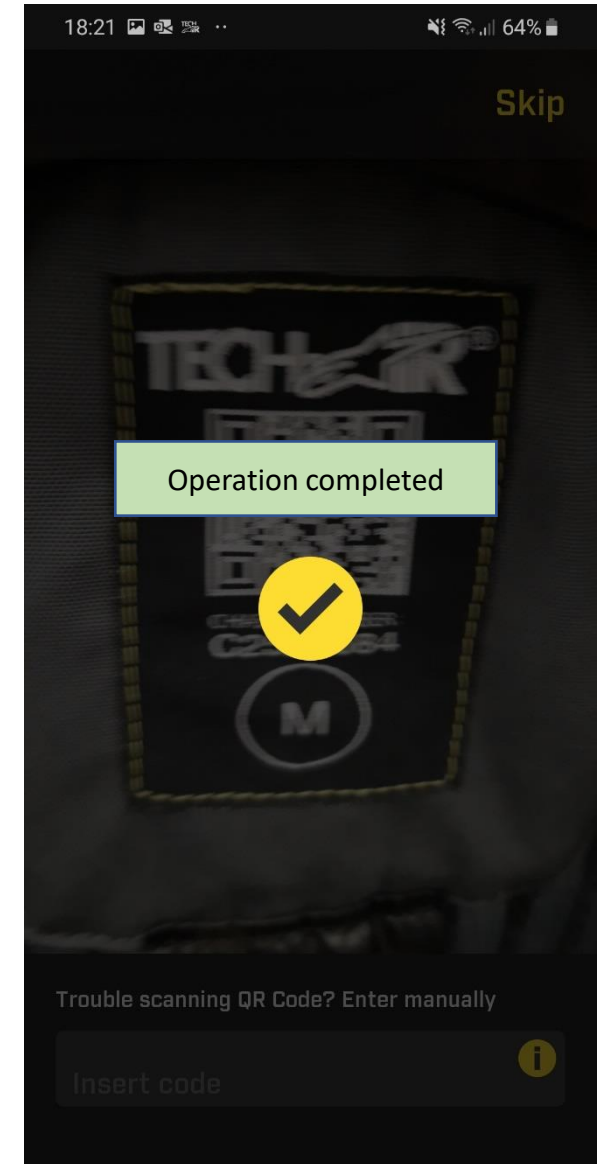 18:21 64%
Skip
TECH AIR®
Operation completed
M
Trouble scanning QR Code? Enter manually
Insert code